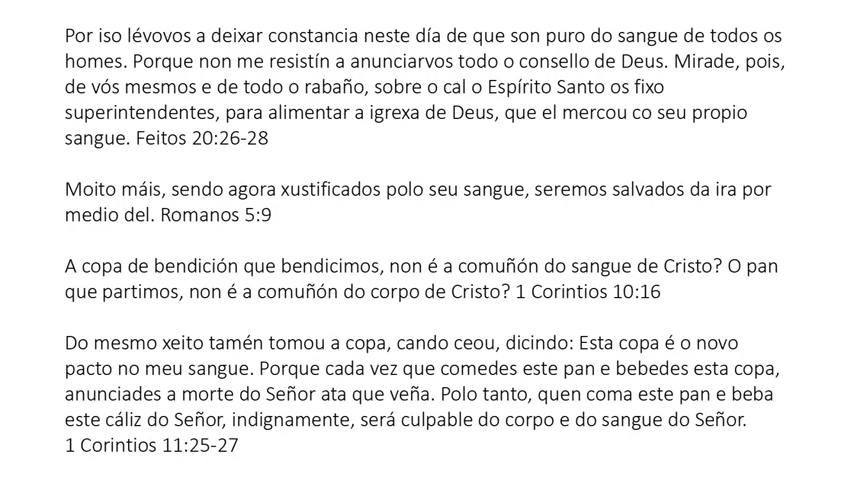 Por iso lévovos a deixar constancia neste día de que son puro do sangue de todos os
homes. Porque non me resistín a anunciarvos todo o consello de Deus. Mirade, pois,
de vós mesmos e de todo o rabaño, sobre o cal o Espírito Santo os fixo
superintendentes, para alimentar a igrexa de Deus, que el mercou co seu propio
sangue. Feitos 20:26-28

Moito máis, sendo agora xustificados polo seu sangue, seremos salvados da ira por
medio del. Romanos 5:9

A copa de bendición que bendicimos, non é a comuñón do sangue de Cristo? O pan
que partimos, non é a comuñón do corpo de Cristo? 1 Corintios 10:16

Do mesmo xeito tamén tomou a copa, cando ceou, dicindo: Esta copa é o novo
pacto no meu sangue. Porque cada vez que comedes este pan e bebedes esta copa,
anunciades a morte do Señor ata que veña. Polo tanto, quen coma este pan e beba
este cáliz do Señor, indignamente, será culpable do corpo e do sangue do Señor.
1 Corintios 11:25-27